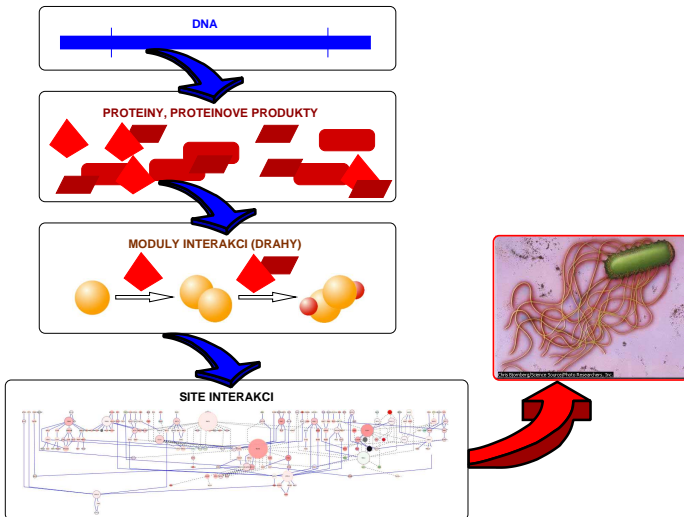 DNA
PROTEINY, PROTEINOVE PRODUKTY
MODULY INTERAKCI (DRAHY)
SITE INTERAKCI
Chris Bjornberg/Science Source/Photo Researchers, Inc.